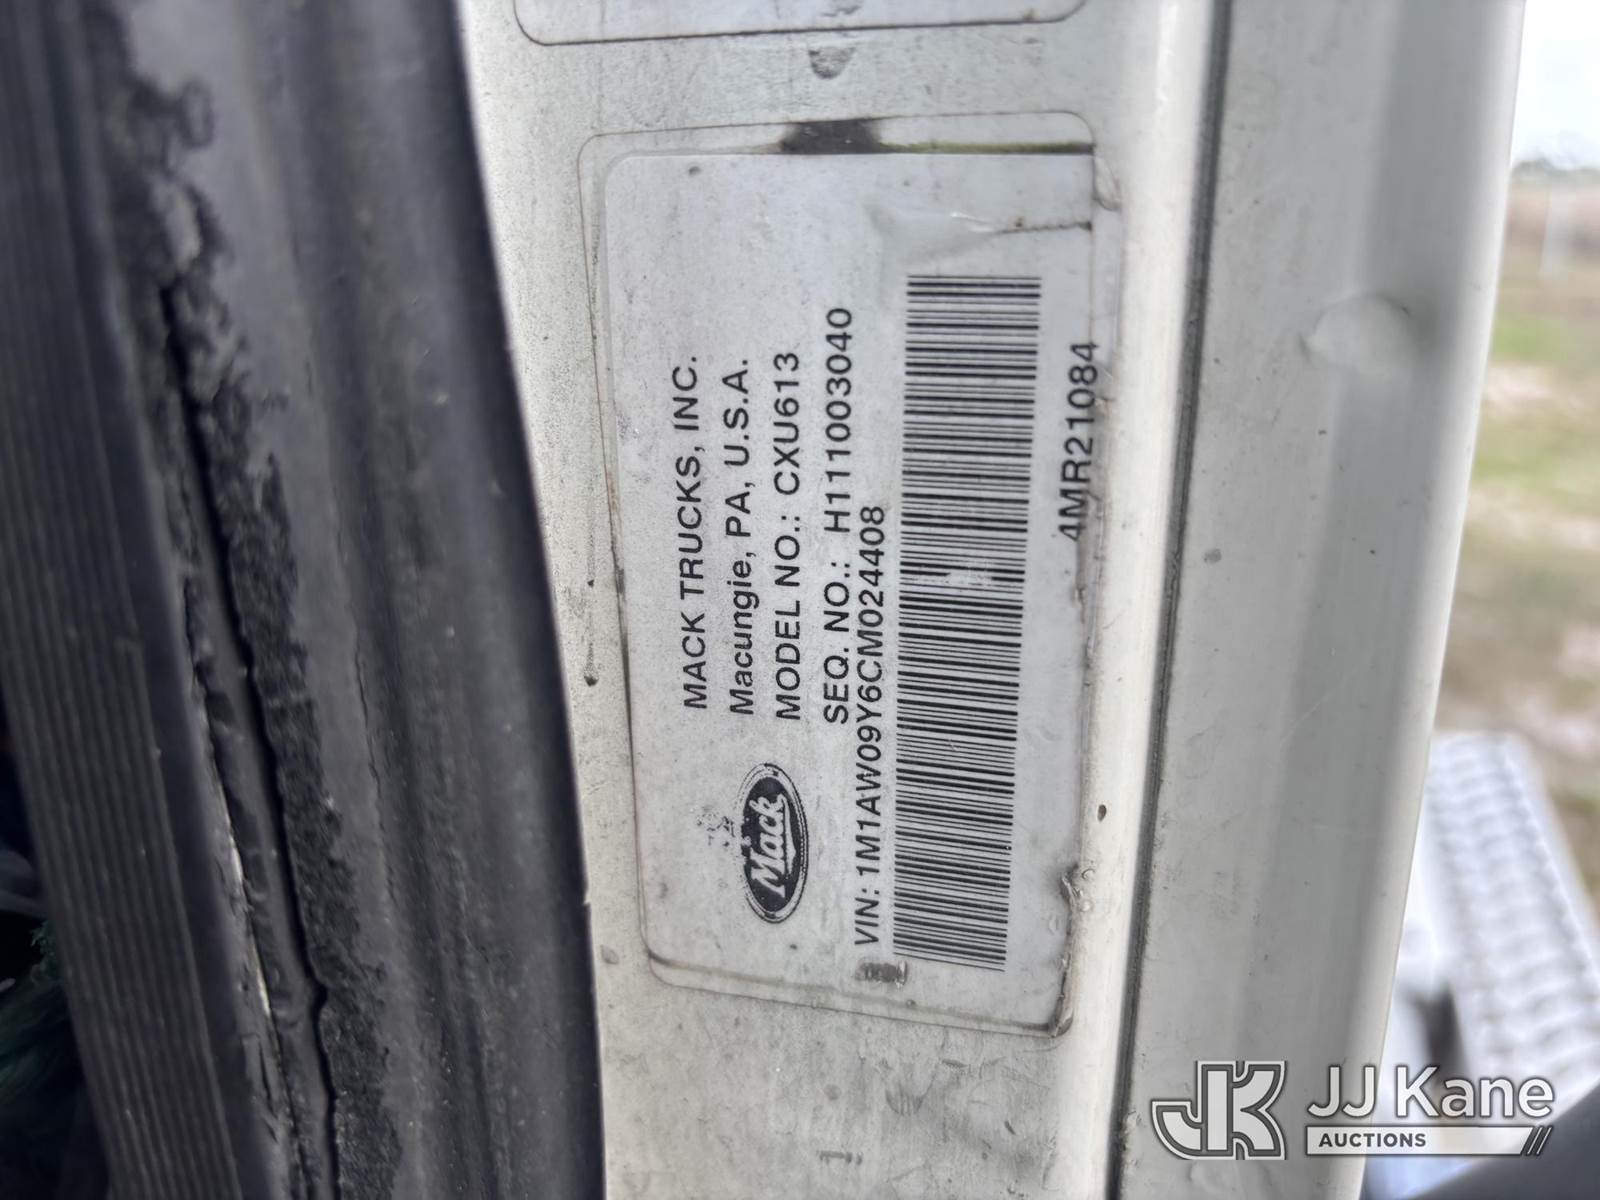 MACK TRUCKS, INC.
Macungie, PA, U.S.A.
MODEL NO.: CXU613
SEQ. NO.: H111003040
Mack
VIN: 1M1AW09Y6CM024408
4MR21084
JJ Kane
AUCTIONS